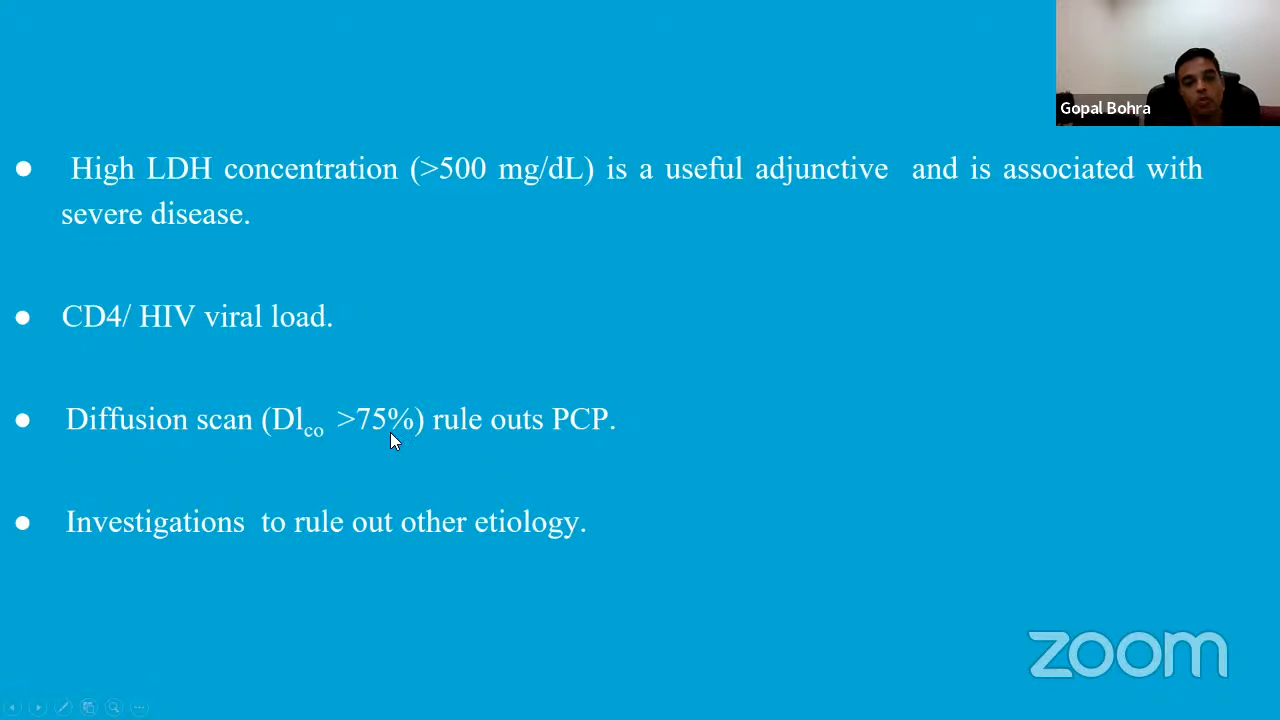 Gopal Bohra
● High LDH concentration (>500 mg/dL) is a useful adjunctive and is associated with
severe disease.
● CD4/ HIV viral load.
● Diffusion scan (Dlco >75%) rule outs PCP.
● Investigations to rule out other etiology.
zoom